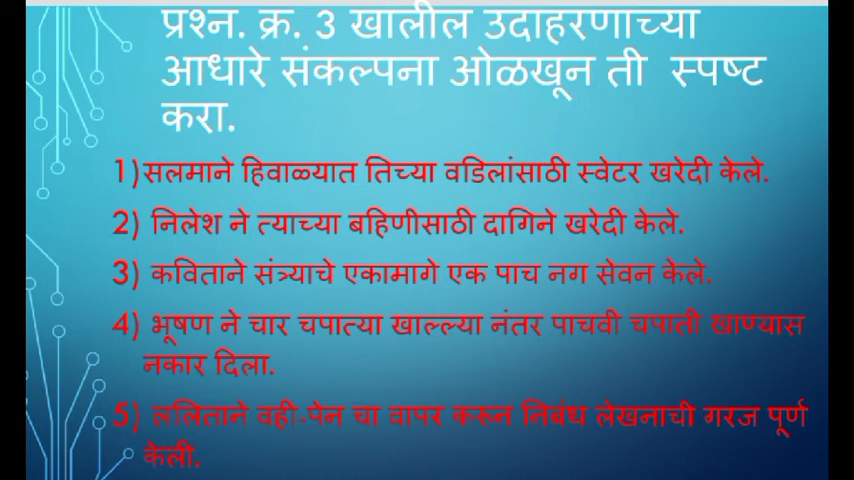 प्रश्न. क्र. 3 खालील उदाहरणाच्या
आधारे संकल्पना ओळखून ती स्पष्ट
करा.
1)सलमाने हिवाळ्यात तिच्या वडिलांसाठी स्वेटर खरेदी केले.
2) निलेश ने त्याच्या बहिणीसाठी दागिने खरेदी केले.
3) कविताने संत्र्याचे एकामागे एक पाच नग सेवन केले.
4) भूषण ने चार चपात्या खाल्ल्या नंतर पाचवी चपाती खाण्यास
नकार दिला.
5) ललिताने वही-पेन चा वापर करून निबंध लेखनाची गरज पूर्ण
केली.